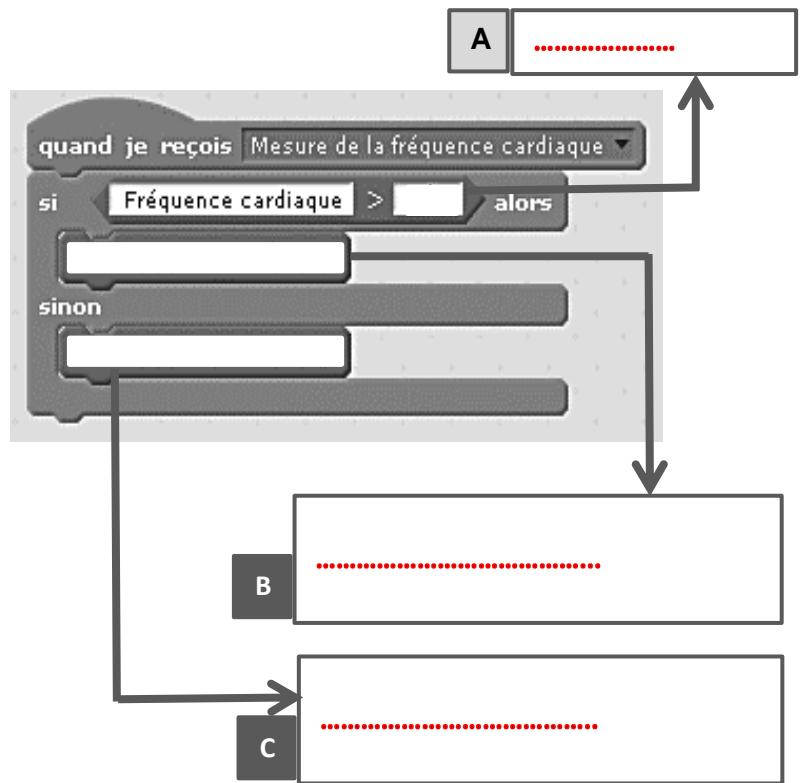 A
.....................
quand je reçois Mesure de la fréquence cardiaque
si Fréquence cardiaque > alors
sinon
B
...........................................
C
..........................................